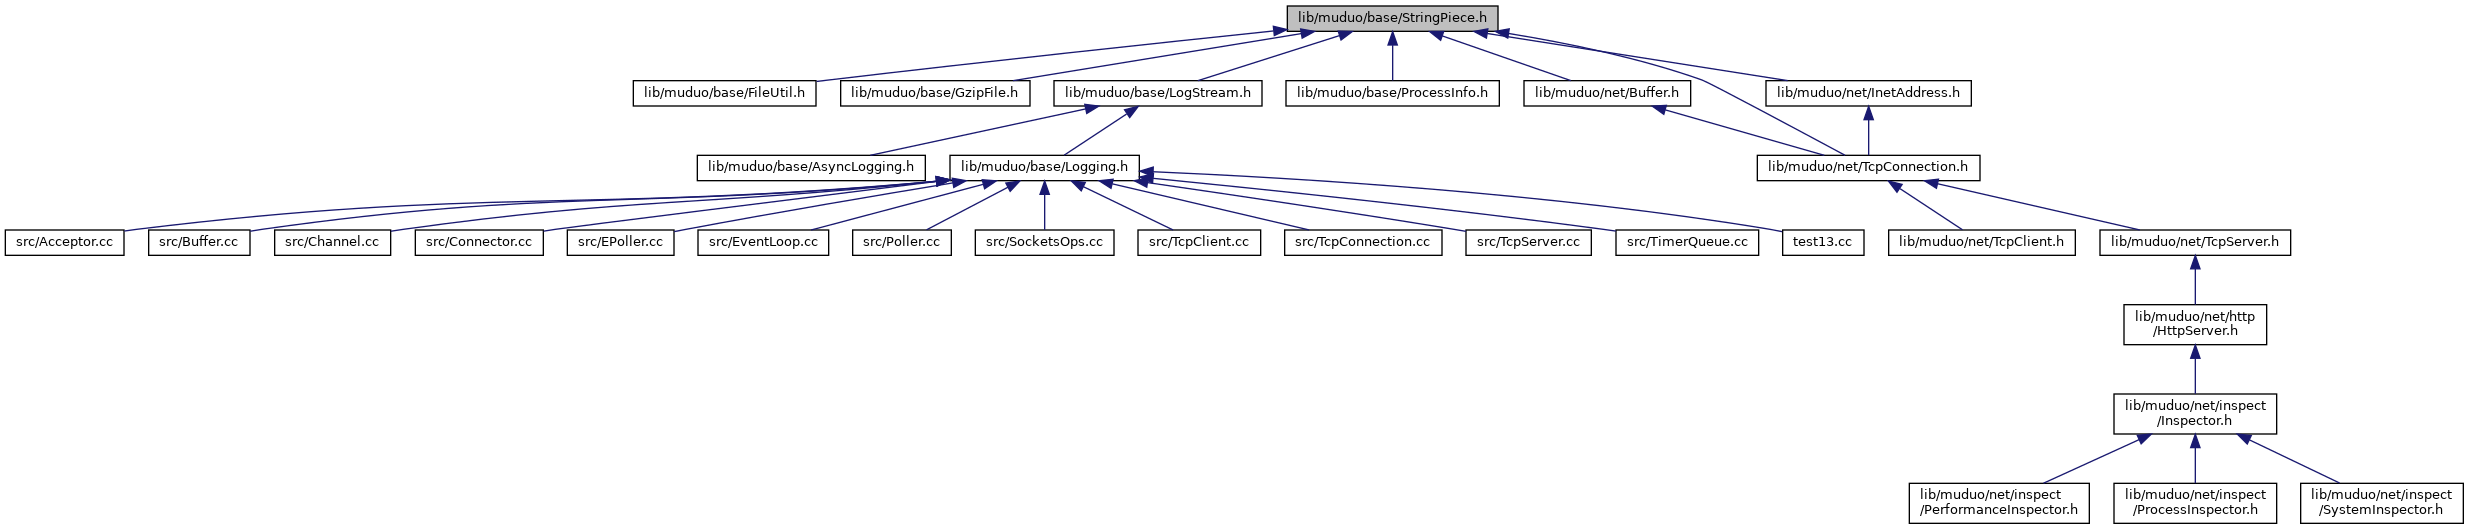 lib/muduo/base/StringPiece.h
lib/muduo/base/FileUtil.h
lib/muduo/base/GzipFile.h
lib/muduo/base/LogStream.h
lib/muduo/base/ProcessInfo.h
lib/muduo/net/Buffer.h
lib/muduo/net/InetAddress.h
lib/muduo/base/AsyncLogging.h
lib/muduo/base/Logging.h
lib/muduo/net/TcpConnection.h
src/Acceptor.cc
src/Buffer.cc
src/Channel.cc
src/Connector.cc
src/EPoller.cc
src/EventLoop.cc
src/Poller.cc
src/SocketsOps.cc
src/TcpClient.cc
src/TcpConnection.cc
src/TcpServer.cc
src/TimerQueue.cc
test13.cc
lib/muduo/net/TcpClient.h
lib/muduo/net/TcpServer.h
lib/muduo/net/http
/HttpServer.h
lib/muduo/net/inspect
/Inspector.h
lib/muduo/net/inspect
/PerformanceInspector.h
lib/muduo/net/inspect
/ProcessInspector.h
lib/muduo/net/inspect
/SystemInspector.h